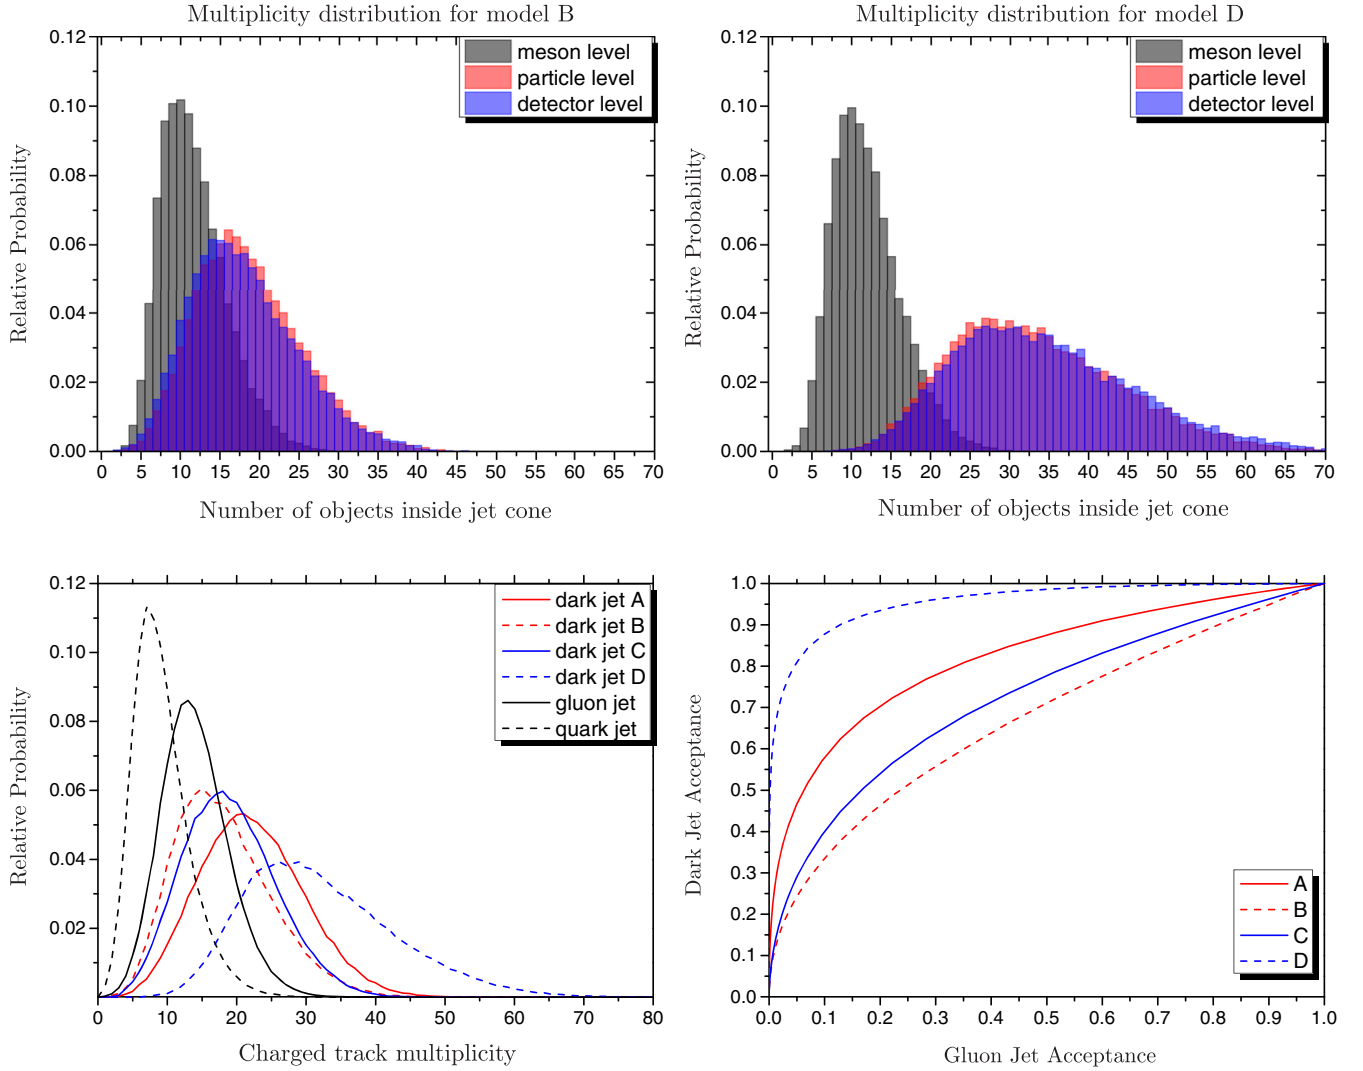 Multiplicity distribution for model B
0.12
0.10
0.08
0.06
0.04
0.02
0.00
Relative Probability
meson level
particle level
detector level
0 5 10 15 20 25 30 35 40 45 50 55 60 65 70
Number of objects inside jet cone
Multiplicity distribution for model D
0.12
0.10
0.08
0.06
0.04
0.02
0.00
Relative Probability
meson level
particle level
detector level
0 5 10 15 20 25 30 35 40 45 50 55 60 65 70
Number of objects inside jet cone
0.12
0.10
0.08
0.06
0.04
0.02
Relative Probability
dark jet A
dark jet B
dark jet C
dark jet D
gluon jet
quark jet
0 10 20 30 40 50 60 70 80
Charged track multiplicity
1.0
0.9
0.8
0.7
0.6
0.5
0.4
0.3
0.2
0.1
0.0
Dark Jet Acceptance
A
B
C
D
0.0 0.1 0.2 0.3 0.4 0.5 0.6 0.7 0.8 0.9 1.0
Gluon Jet Acceptance